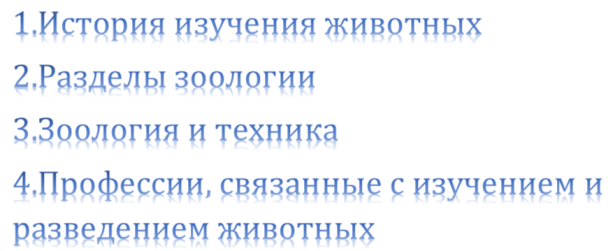 1.История изучения животных
2.Разделы зоологии
3.Зоология и техника
4.Профессии, связанные с изучением и
разведением животных